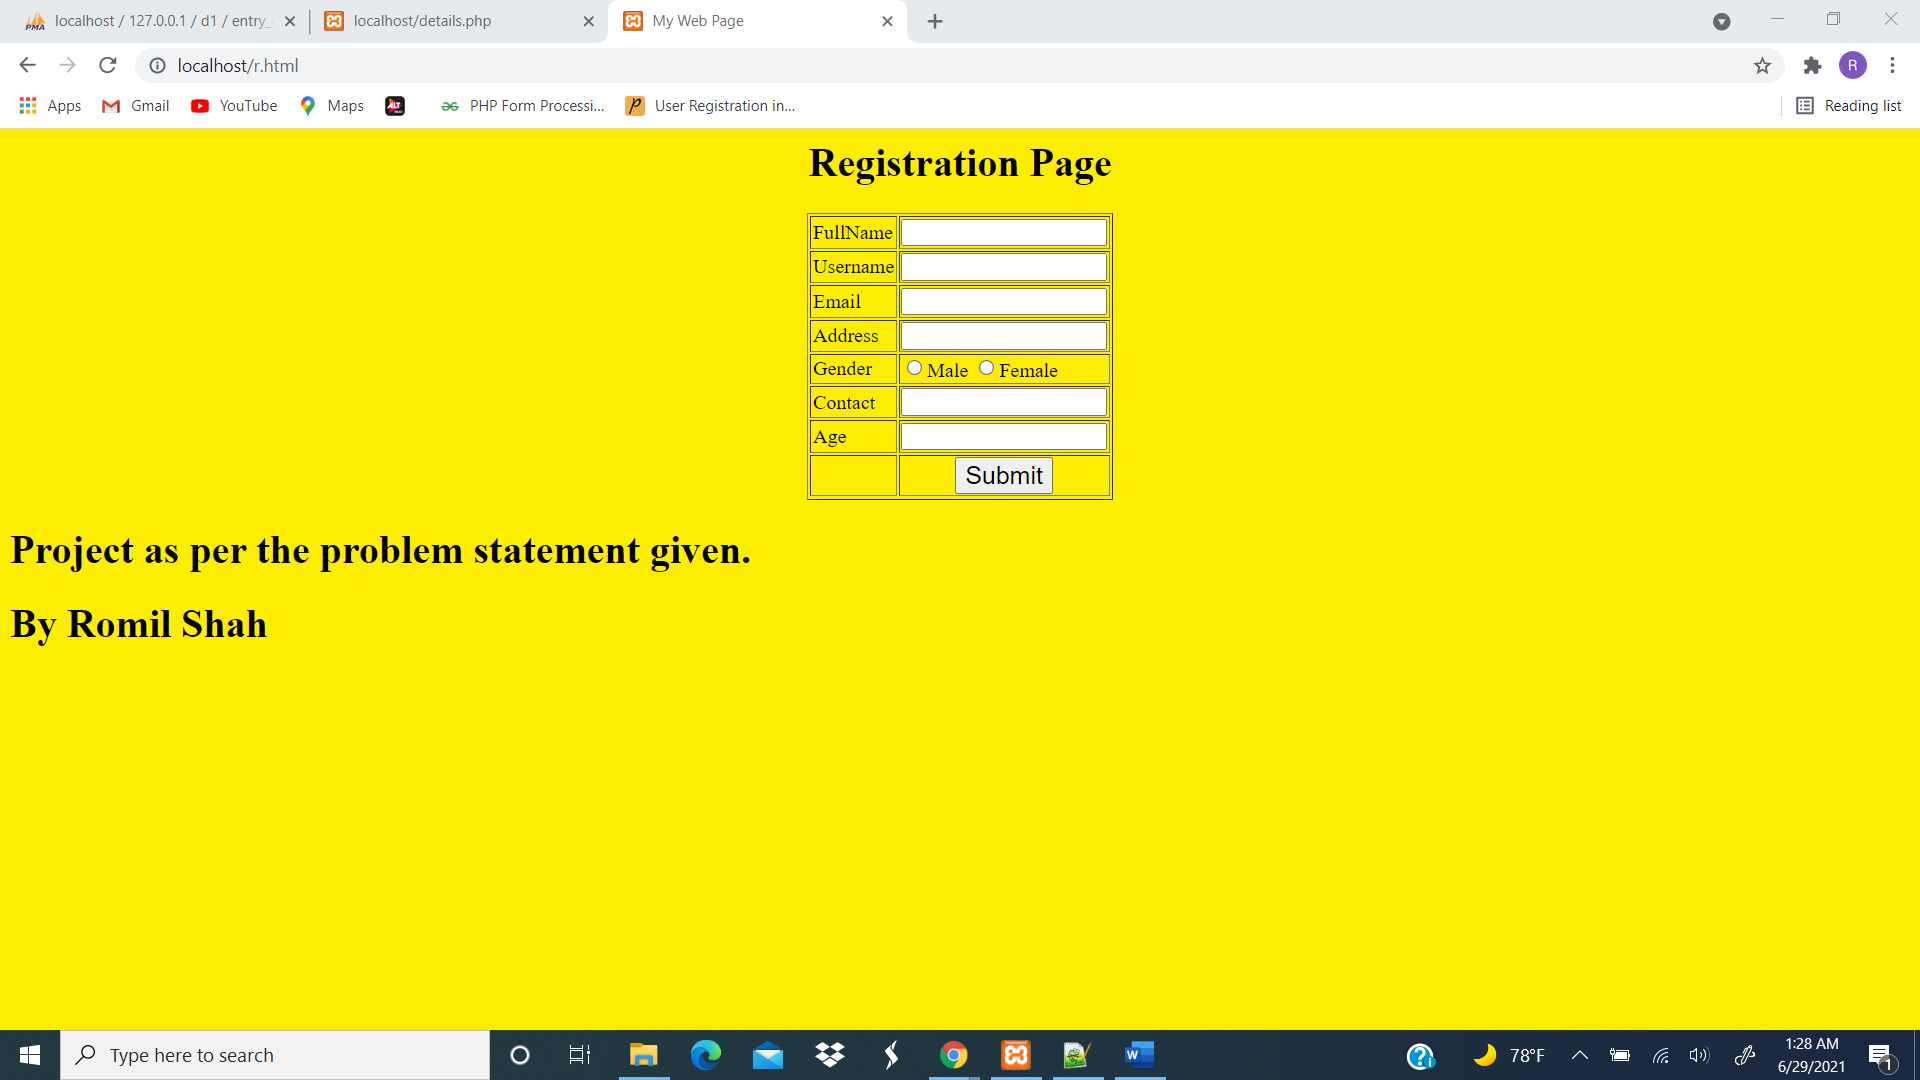 localhost / 127.0.0.1 / d1 / entry_
localhost/details.php
My Web Page
localhost/r.html
R
Apps
Gmail
YouTube
Maps
PHP Form Processi...
User Registration in...
Reading list
Registration Page
FullName
Username
Email
Address
Gender Male Female
Contact
Age
Submit
Project as per the problem statement given.
By Romil Shah
Type here to search
78°F
1:28 AM
6/29/2021
1